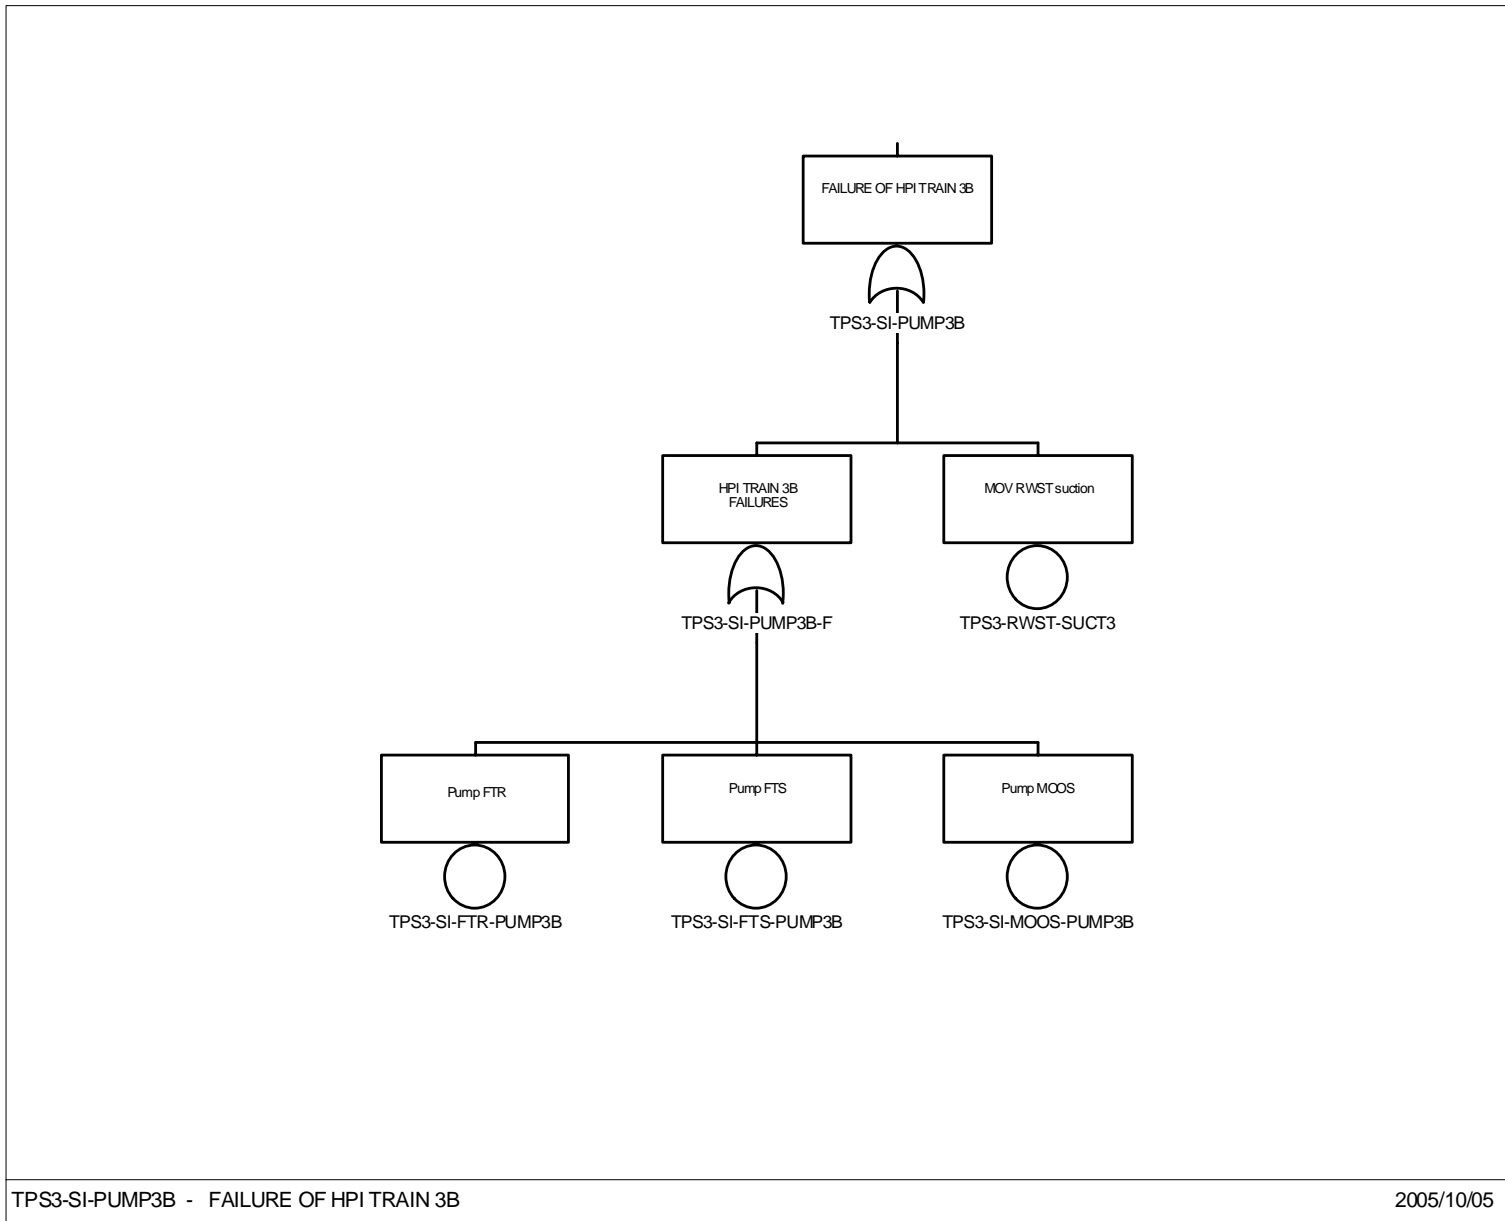 FAILURE OF HPI TRAIN 3B
TPS3-SI-PUMP3B
HPI TRAIN 3B
FAILURES
MOV RWST suction
TPS3-SI-PUMP3B-F
TPS3-RWST-SUCT3
Pump FTR
Pump FTS
Pump MOOS
TPS3-SI-FTR-PUMP3B
TPS3-SI-FTS-PUMP3B
TPS3-SI-MOOS-PUMP3B
TPS3-SI-PUMP3B - FAILURE OF HPI TRAIN 3B
2005/10/05